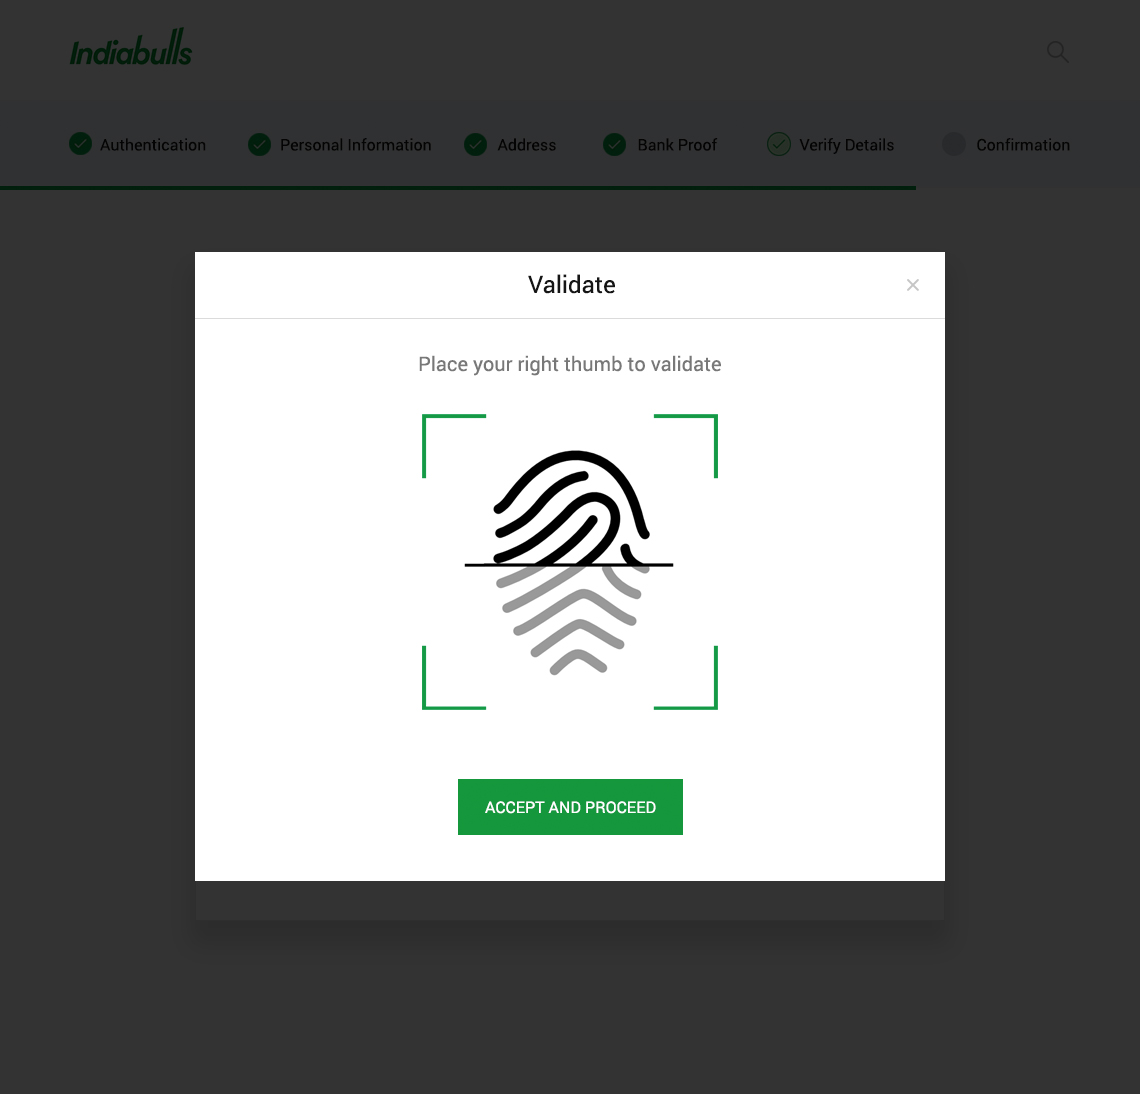 Indiabulls
Authentication Personal Information Address Bank Proof Verify Details Confirmation
Validate
Place your right thumb to validate
ACCEPT AND PROCEED